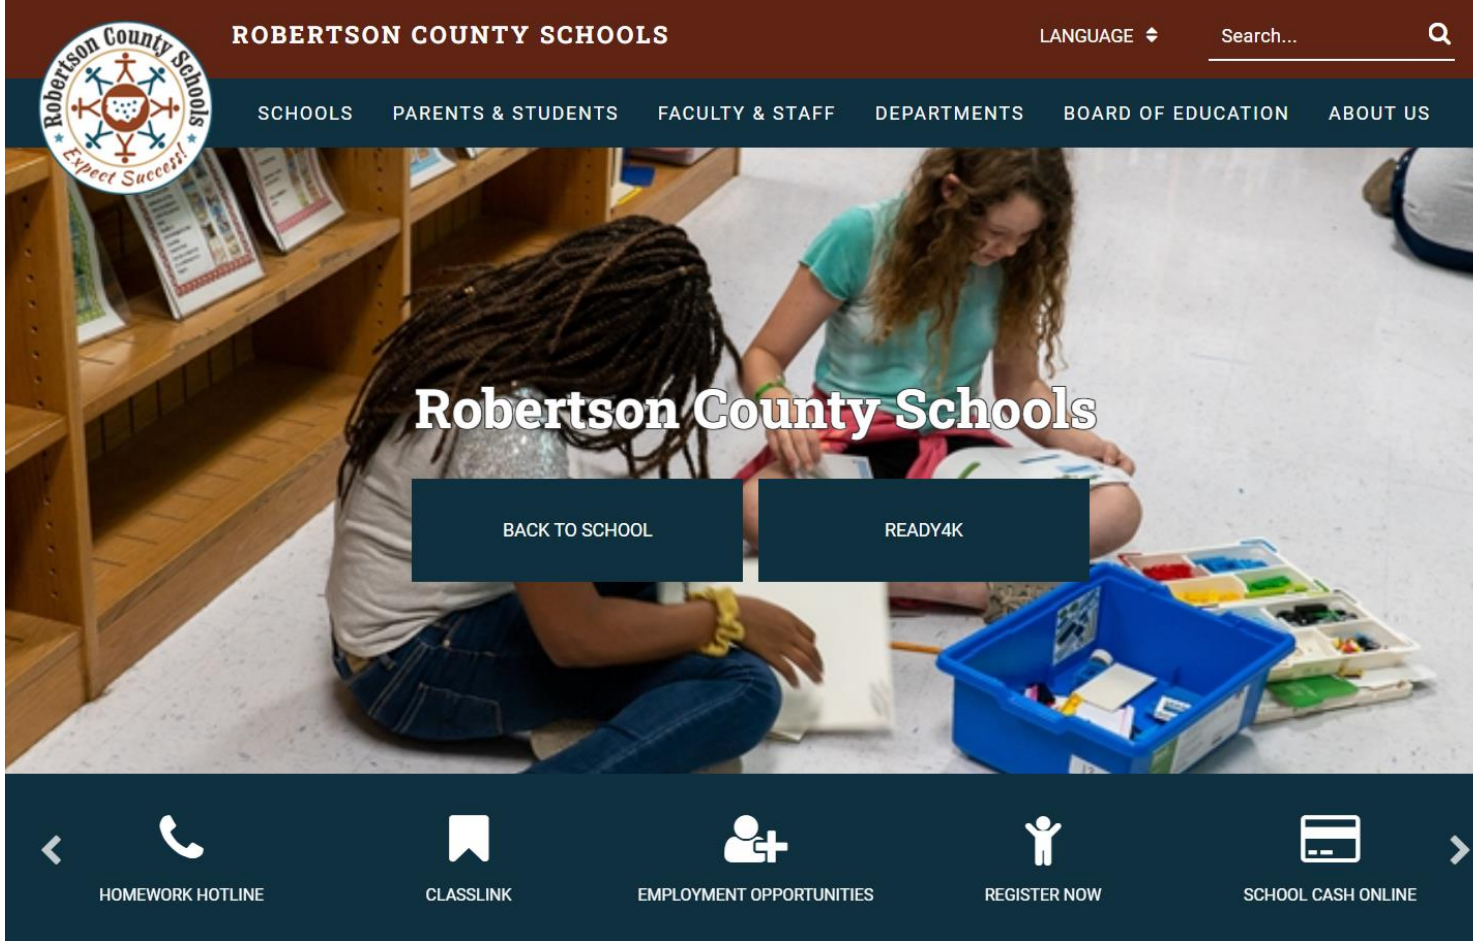 Robertson County Schools
Expect Success!
ROBERTSON COUNTY SCHOOLS
LANGUAGE
Search...
SCHOOLS
PARENTS & STUDENTS
FACULTY & STAFF
DEPARTMENTS
BOARD OF EDUCATION
ABOUT US
Robertson County Schools
BACK TO SCHOOL
READY4K
HOMEWORK HOTLINE
CLASSLINK
EMPLOYMENT OPPORTUNITIES
REGISTER NOW
SCHOOL CASH ONLINE